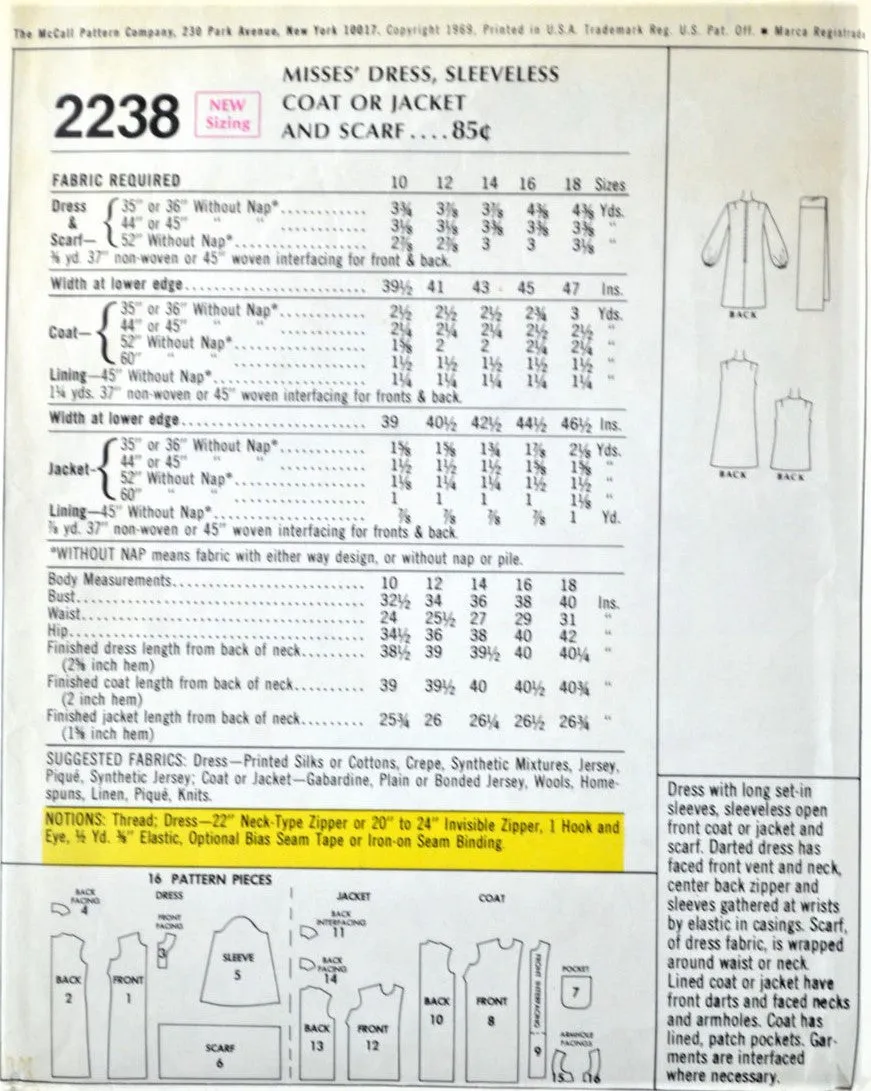 The McCall Pattern Company, 230 Park Avenue, New York 10017. Copyright 1969. Printed in U.S.A. Trademark Reg. U.S. Pat. Off. ▪ Marca Registrada
2238
NEW
Sizing
MISSES' DRESS, SLEEVELESS
COAT OR JACKET
AND SCARF....85¢
FABRIC REQUIRED 10 12 14 16 18 Sizes
Dress & Scarf—
35" or 36" Without Nap*............ 3¾ 3⅞ 3⅞ 4⅜ 4⅜ Yds.
44" or 45" " "............ 3⅛ 3⅛ 3⅜ 3⅜ 3⅜ "
52" Without Nap*.................. 2⅞ 2⅞ 3 3 3⅛ "
⅜ yd. 37" non-woven or 45" woven interfacing for front & back.
Width at lower edge......................... 39½ 41 43 45 47 Ins.
Coat—
35" or 36" Without Nap*............ 2½ 2½ 2½ 2¾ 3 Yds.
44" or 45" " "............ 2¼ 2¼ 2¼ 2½ 2½ "
52" Without Nap*.................. 1⅝ 2 2 2¼ 2¼ "
60" " "............ 1½ 1½ 1½ 1½ 1½ "
Lining—45" Without Nap*.................. 1¼ 1¼ 1¼ 1¼ 1¼ "
1¼ yds. 37" non-woven or 45" woven interfacing for fronts & back.
Width at lower edge......................... 39 40½ 42½ 44½ 46½ Ins.
Jacket-
35" or 36" Without Nap*............ 1⅝ 1⅝ 1¾ 1⅞ 2⅛ Yds.
44" or 45" " "............ 1½ 1½ 1½ 1⅝ 1⅝ "
52" Without Nap*.................. 1⅛ 1¼ 1¼ 1½ 1½ "
60" " "............ 1 1 1 1 1⅛ "
Lining—45" Without Nap*.................. ⅞ ⅞ ⅞ ⅞ 1 Yd.
⅞ yd. 37" non-woven or 45" woven interfacing for fronts & back.
*WITHOUT NAP means fabric with either way design, or without nap or pile.
Body Measurements......................... 10 12 14 16 18
Bust......................... 32½ 34 36 38 40 Ins.
Waist......................... 24 25½ 27 29 31 "
Hip......................... 34½ 36 38 40 42 "
Finished dress length from back of neck......... 38½ 39 39½ 40 40¼ "
(2⅝ inch hem)
Finished coat length from back of neck.......... 39 39½ 40 40½ 40¾ "
(2 inch hem)
Finished jacket length from back of neck......... 25¾ 26 26¼ 26½ 26¾ "
(1⅝ inch hem)
SUGGESTED FABRICS: Dress—Printed Silks or Cottons, Crepe, Synthetic Mixtures, Jersey,
Piqué, Synthetic Jersey; Coat or Jacket—Gabardine, Plain or Bonded Jersey, Wools, Home-
spuns, Linen, Piqué, Knits.
NOTIONS: Thread; Dress—22" Neck-Type Zipper or 20" to 24" Invisible Zipper, 1 Hook and
Eye, ½ Yd. ⅜" Elastic, Optional Bias Seam Tape or Iron-on Seam Binding.
BACK
BACK
BACK
Dress with long set-in
sleeves, sleeveless open
front coat or jacket and
scarf. Darted dress has
faced front vent and neck,
center back zipper and
sleeves gathered at wrists
by elastic in casings. Scarf,
of dress fabric, is wrapped
around waist or neck.
Lined coat or jacket have
front darts and faced necks
and armholes. Coat has
lined, patch pockets. Gar-
ments are interfaced
where necessary.
16 PATTERN PIECES
DRESS
JACKET
COAT
BACK
FACING
4
FRONT
FACING
3
BACK
2
FRONT
1
SLEEVE
5
SCARF
6
BACK
INTERFACING
11
BACK
FACING
14
BACK
13
FRONT
12
BACK
10
FRONT
8
FRONT INTERFACING
9
POCKET
7
ARMHOLE
FACINGS
15
16